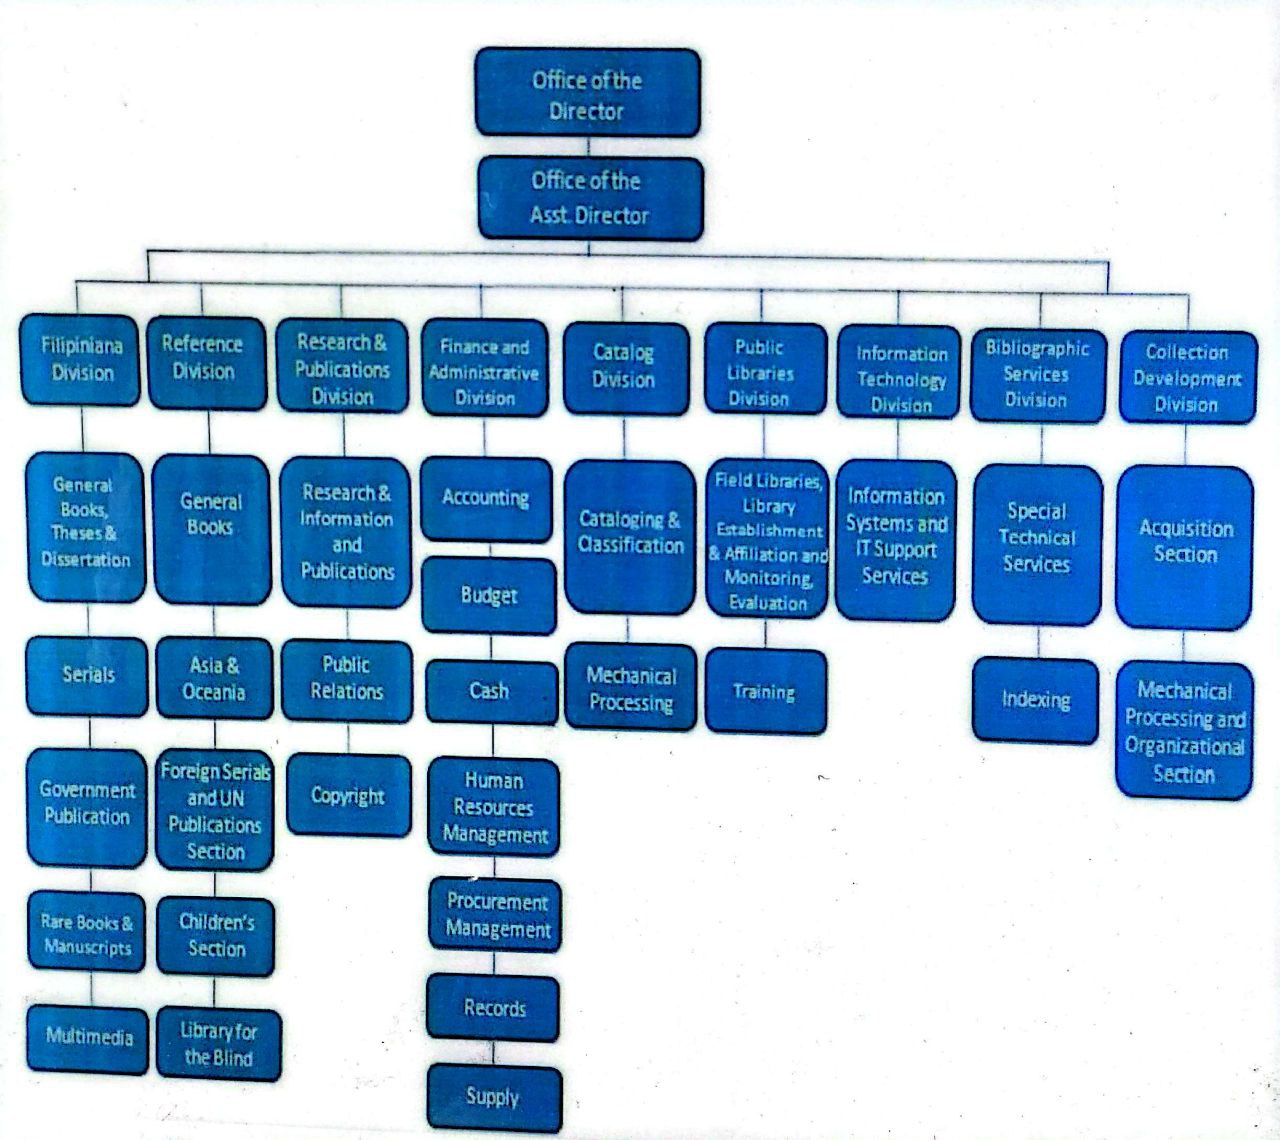 Office of the
Director
Office of the
Asst. Director
Filipiniana
Division
Reference
Division
Research &
Publications
Division
Finance and
Administrative
Division
Catalog
Division
Public
Libraries
Division
Information
Technology
Division
Bibliographic
Services
Division
Collection
Development
Division
General
Books,
Theses &
Dissertation
Serials
Government
Publication
Rare Books &
Manuscripts
Multimedia
General
Books
Asia &
Oceania
Foreign Serials
and UN
Publications
Section
Children's
Section
Library for
the Blind
Research &
Information
and
Publications
Public
Relations
Copyright
Accounting
Budget
Cash
Human
Resources
Management
Procurement
Management
Records
Supply
Cataloging &
Classification
Mechanical
Processing
Field Libraries,
Library
Establishment
& Affiliation and
Monitoring,
Evaluation
Training
Information
Systems and
IT Support
Services
Special
Technical
Services
Indexing
Acquisition
Section
Mechanical
Processing and
Organizational
Section